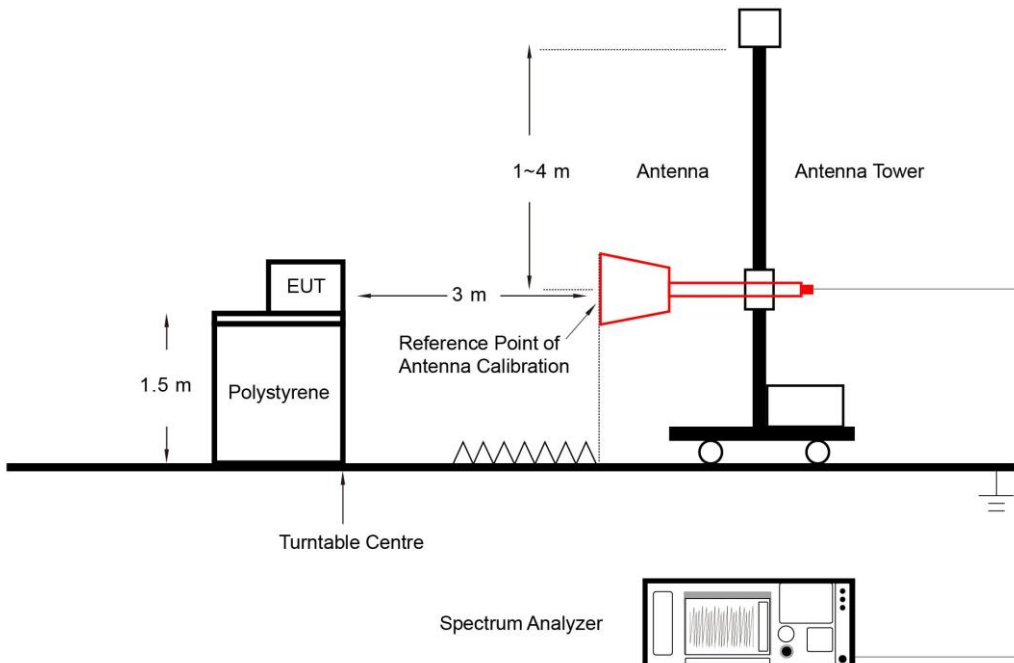 1~4 m
Antenna
Antenna Tower
EUT
3 m
Reference Point of
Antenna Calibration
1.5 m
Polystyrene
Turntable Centre
Spectrum Analyzer